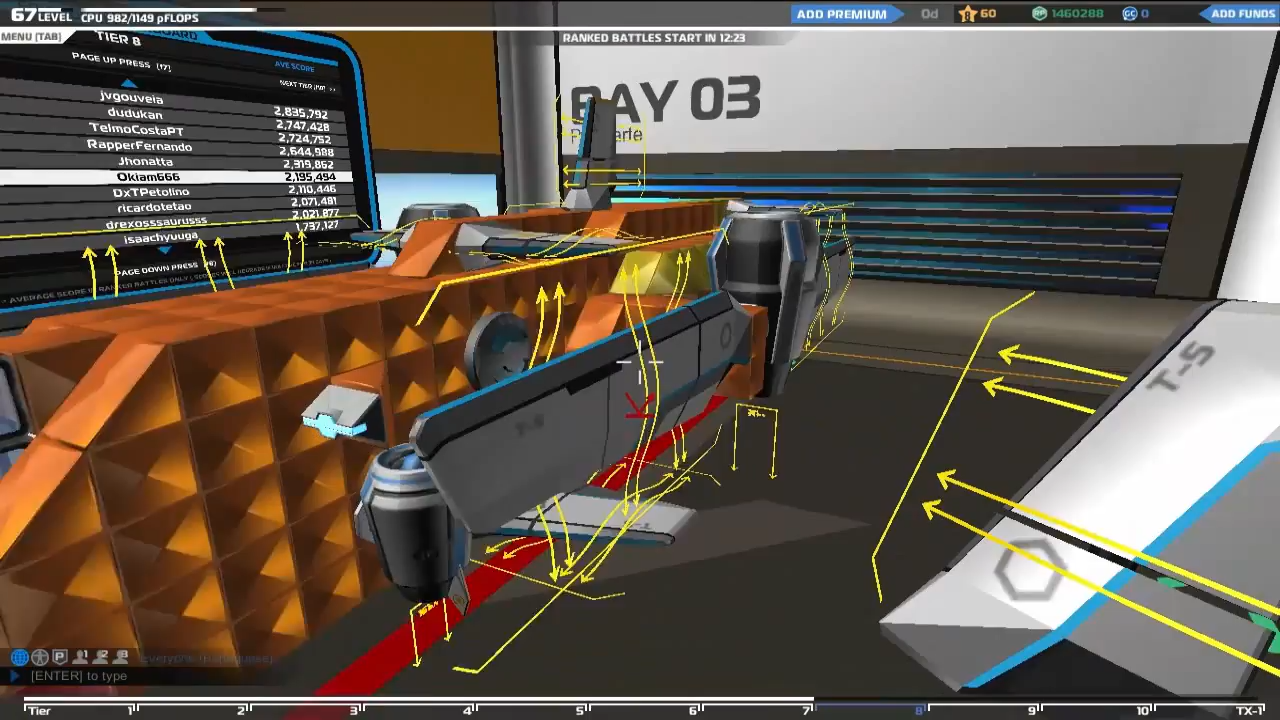 67 LEVEL CPU 982/1149 pFLOPS
ADD PREMIUM 0d 60 RP 1460288 GC 0 ADD FUNDS
MENU [TAB]
RANKED BATTLES START IN 12:23
TIER 8
PAGE UP PRESS [17]
AVE SCORE
jvgouveia 2,835,792
dudukan 2,747,428
TelmoCostaPT 2,724,752
RapperFernando 2,644,988
Jhonatta 2,319,862
Okiam666 2,195,494
DxTPetolino 2,110,446
ricardotetao 2,071,481
drexosssaurusss 2,021,877
isaachyuuga 1,737,127
PAGE DOWN PRESS
BAY 03
T-5
[ENTER] to type
Tier 1 2 3 4 5 6 7 8 9 10 TX-1